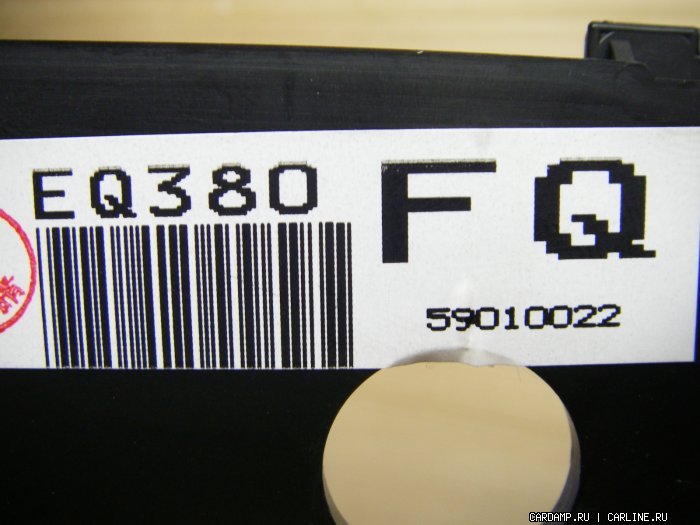 EQ380
FQ
59010022
CARDAMP.RU | CARLINE.RU